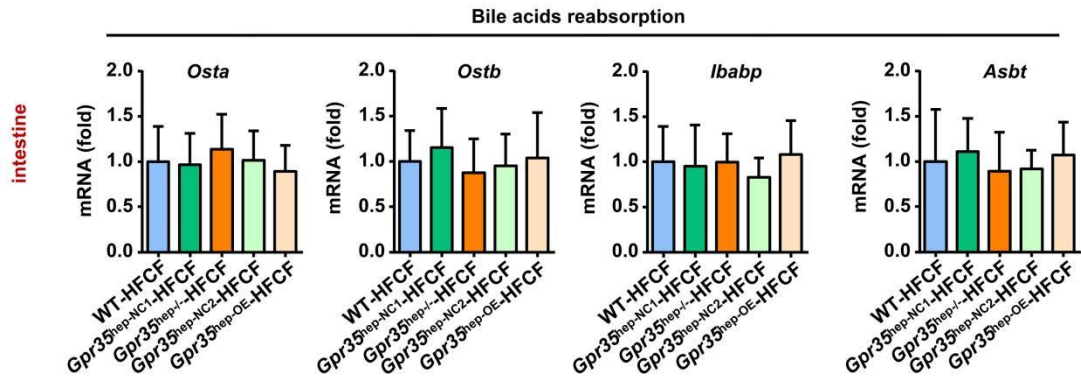 Bile acids reabsorption
intestine
Osta
mRNA (fold)
2.0
1.5
1.0
0.5
0.0
WT-HFCF
Gpr35hep-NC1-HFCF
Gpr35hep-/-HFCF
Gpr35hep-NC2-HFCF
Gpr35hep-OE-HFCF
Ostb
mRNA (fold)
2.0
1.5
1.0
0.5
0.0
WT-HFCF
Gpr35hep-NC1-HFCF
Gpr35hep-/-HFCF
Gpr35hep-NC2-HFCF
Gpr35hep-OE-HFCF
Ibabp
mRNA (fold)
2.0
1.5
1.0
0.5
0.0
WT-HFCF
Gpr35hep-NC1-HFCF
Gpr35hep-/-HFCF
Gpr35hep-NC2-HFCF
Gpr35hep-OE-HFCF
Asbt
mRNA (fold)
2.0
1.5
1.0
0.5
0.0
WT-HFCF
Gpr35hep-NC1-HFCF
Gpr35hep-/-HFCF
Gpr35hep-NC2-HFCF
Gpr35hep-OE-HFCF